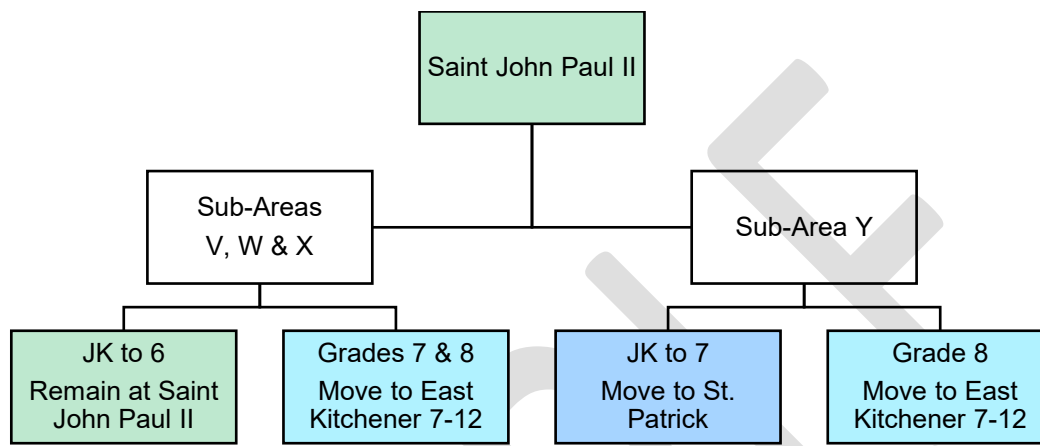 Saint John Paul II
Sub-Areas
V, W & X
Sub-Area Y
JK to 6
Remain at Saint
John Paul II
Grades 7 & 8
Move to East
Kitchener 7-12
JK to 7
Move to St.
Patrick
Grade 8
Move to East
Kitchener 7-12